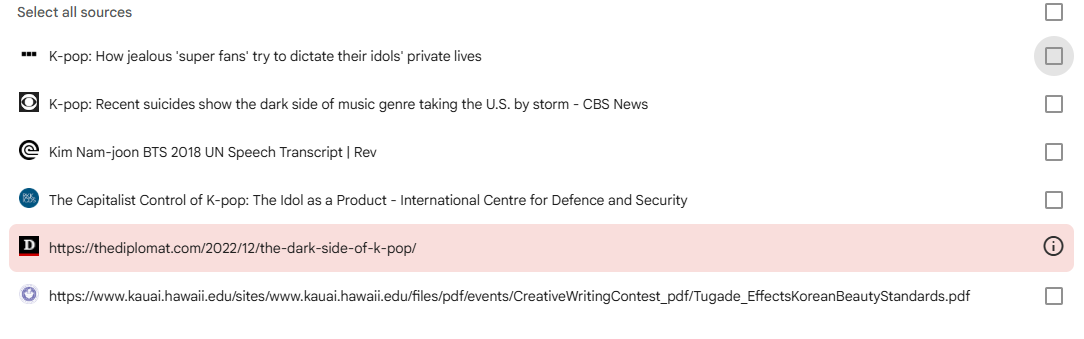 Select all sources
K-pop: How jealous 'super fans' try to dictate their idols' private lives
K-pop: Recent suicides show the dark side of music genre taking the U.S. by storm - CBS News
Kim Nam-joon BTS 2018 UN Speech Transcript | Rev
The Capitalist Control of K-pop: The Idol as a Product - International Centre for Defence and Security
D https://thediplomat.com/2022/12/the-dark-side-of-k-pop/
https://www.kauai.hawaii.edu/sites/www.kauai.hawaii.edu/files/pdf/events/CreativeWritingContest_pdf/Tugade_EffectsKoreanBeautyStandards.pdf